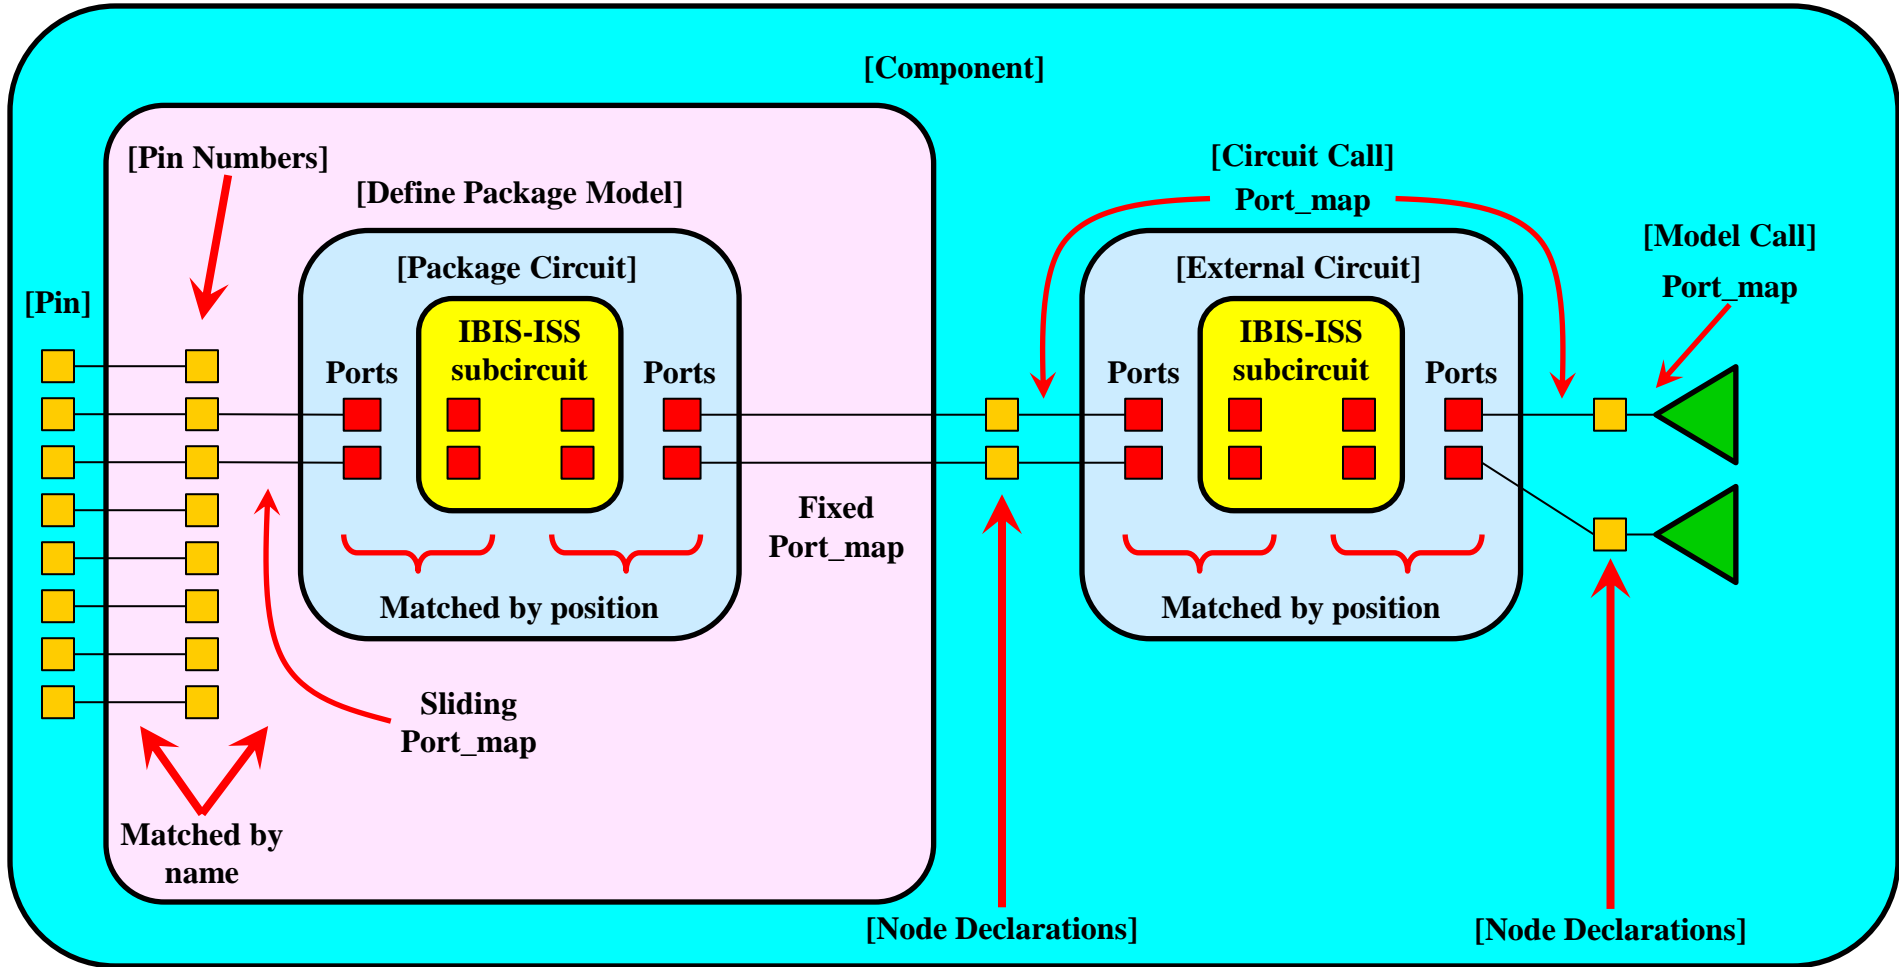 [Component]
[Pin Numbers]
[Define Package Model]
[Circuit Call]
Port_map
[Model Call]
Port_map
[Pin]
[Package Circuit]
IBIS-ISS
subcircuit
Ports
Ports
[External Circuit]
IBIS-ISS
subcircuit
Ports
Ports
Fixed
Port_map
Matched by position
Matched by position
Sliding
Port_map
Matched by
name
[Node Declarations]
[Node Declarations]